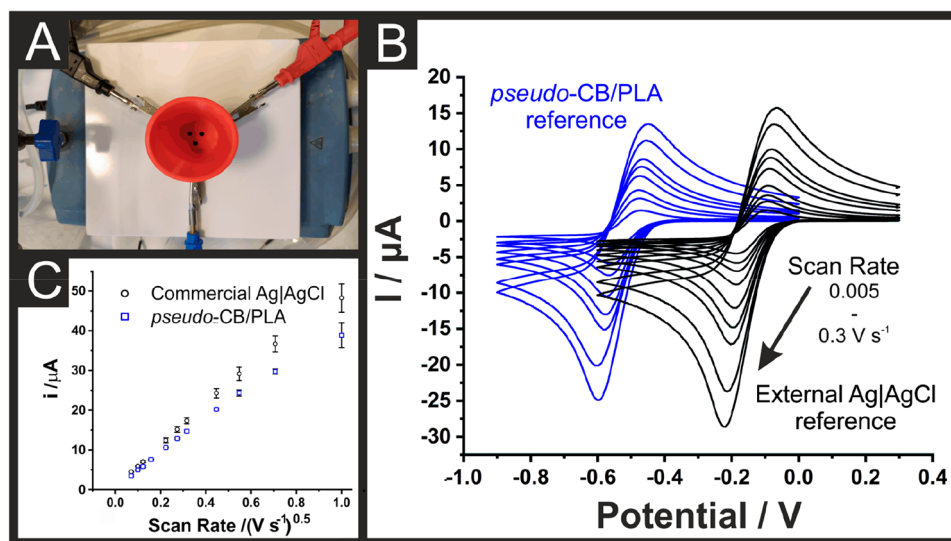 A
B
20
15
10
5
0
-5
-10
-15
-20
-25
-30
I / µA
pseudo-CB/PLA
reference
Scan Rate
0.005
-
0.3 V s⁻¹
External Ag|AgCl
reference
-1.0 -0.8 -0.6 -0.4 -0.2 0.0 0.2 0.4
Potential / V
C
50
40
30
20
10
0
i /µA
Commercial Ag|AgCl
pseudo-CB/PLA
0.0 0.2 0.4 0.6 0.8 1.0
Scan Rate /(V s⁻¹)⁰·⁵